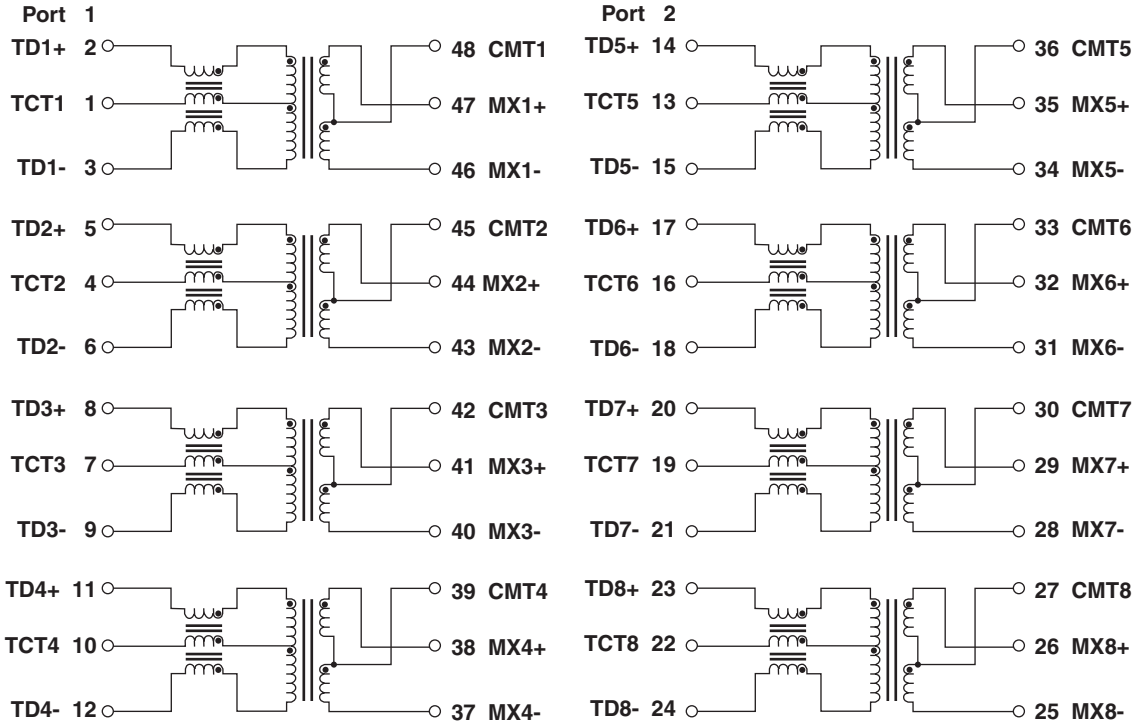 Port 1
TD1+ 2
48 CMT1
TCT1 1
47 MX1+
TD1- 3
46 MX1-
TD2+ 5
45 CMT2
TCT2 4
44 MX2+
TD2- 6
43 MX2-
TD3+ 8
42 CMT3
TCT3 7
41 MX3+
TD3- 9
40 MX3-
TD4+ 11
39 CMT4
TCT4 10
38 MX4+
TD4- 12
37 MX4-
Port 2
TD5+ 14
36 CMT5
TCT5 13
35 MX5+
TD5- 15
34 MX5-
TD6+ 17
33 CMT6
TCT6 16
32 MX6+
TD6- 18
31 MX6-
TD7+ 20
30 CMT7
TCT7 19
29 MX7+
TD7- 21
28 MX7-
TD8+ 23
27 CMT8
TCT8 22
26 MX8+
TD8- 24
25 MX8-